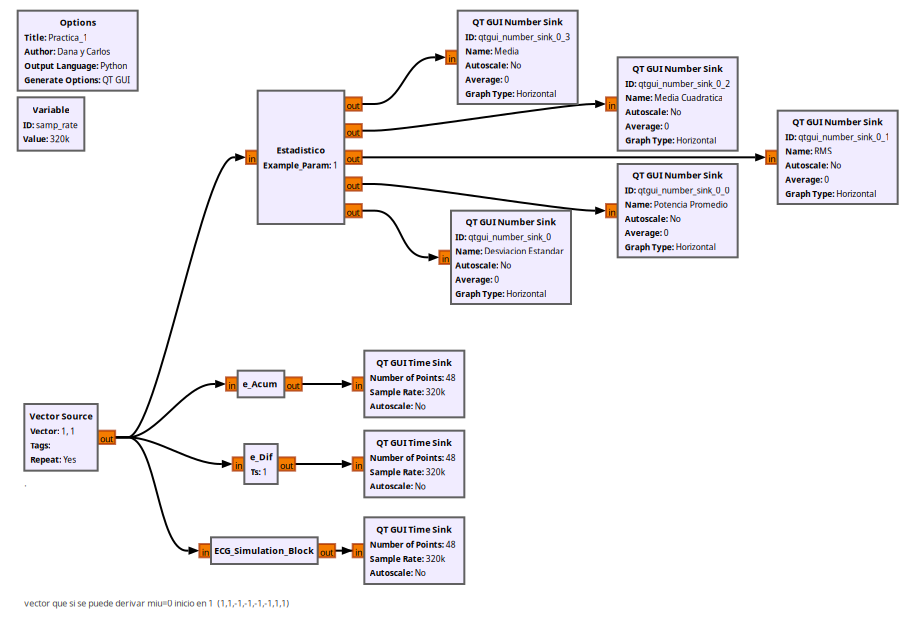 Options
Title: Practica_1
Author: Dana y Carlos
Output Language: Python
Generate Options: QT GUI
Variable
ID: samp_rate
Value: 320k
QT GUI Number Sink
ID: qtgui_number_sink_0_3
Name: Media
Autoscale: No
Average: 0
Graph Type: Horizontal
in
QT GUI Number Sink
ID: qtgui_number_sink_0_2
Name: Media Cuadratica
Autoscale: No
Average: 0
Graph Type: Horizontal
in
QT GUI Number Sink
ID: qtgui_number_sink_0_1
Name: RMS
Autoscale: No
Average: 0
Graph Type: Horizontal
in
Estadistico
Example_Param: 1
in
out
out
out
out
out
QT GUI Number Sink
ID: qtgui_number_sink_0_0
Name: Potencia Promedio
Autoscale: No
Average: 0
Graph Type: Horizontal
in
QT GUI Number Sink
ID: qtgui_number_sink_0
Name: Desviacion Estandar
Autoscale: No
Average: 0
Graph Type: Horizontal
in
Vector Source
Vector: 1, 1
Tags:
Repeat: Yes
out
in
e_Acum
out
in
QT GUI Time Sink
Number of Points: 48
Sample Rate: 320k
Autoscale: No
in
e_Dif
Ts: 1
out
in
QT GUI Time Sink
Number of Points: 48
Sample Rate: 320k
Autoscale: No
in
ECG_Simulation_Block
out
in
QT GUI Time Sink
Number of Points: 48
Sample Rate: 320k
Autoscale: No
.
vector que si se puede derivar miu=0 inicio en 1 (1,1,-1,-1,-1,-1,1,1)